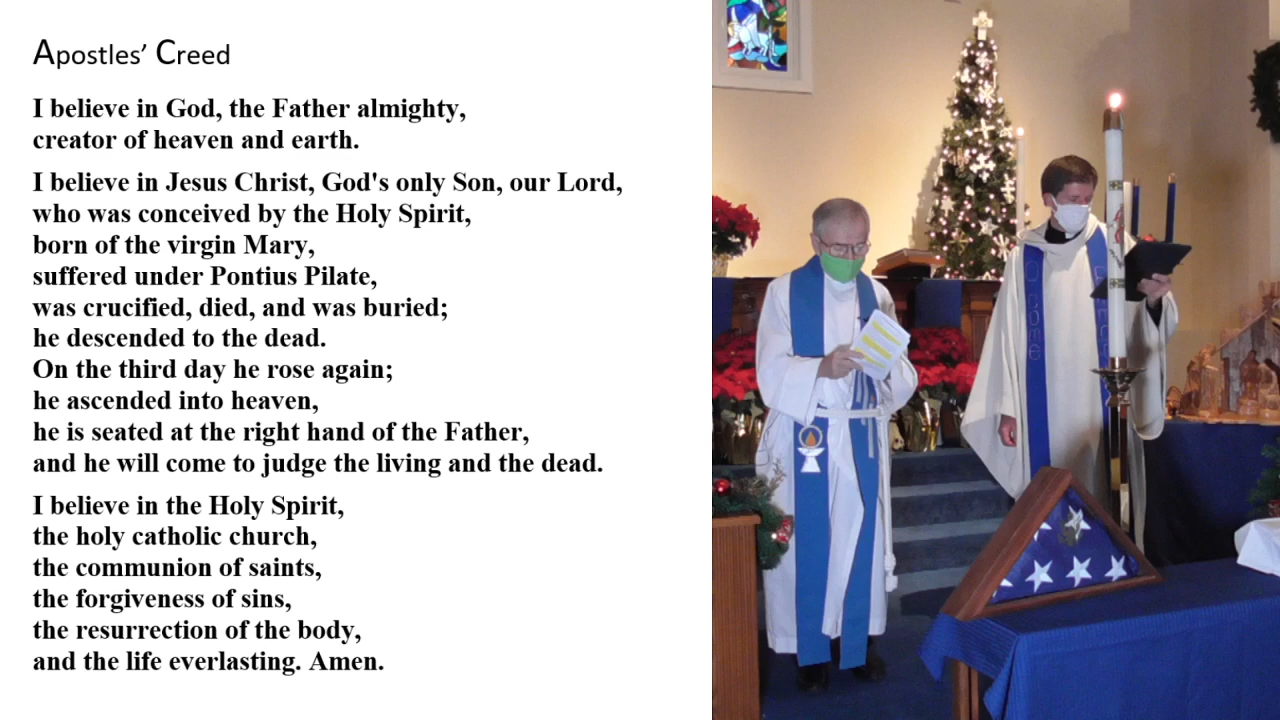 Apostles’ Creed
I believe in God, the Father almighty,
creator of heaven and earth.
I believe in Jesus Christ, God's only Son, our Lord,
who was conceived by the Holy Spirit,
born of the virgin Mary,
suffered under Pontius Pilate,
was crucified, died, and was buried;
he descended to the dead.
On the third day he rose again;
he ascended into heaven,
he is seated at the right hand of the Father,
and he will come to judge the living and the dead.
I believe in the Holy Spirit,
the holy catholic church,
the communion of saints,
the forgiveness of sins,
the resurrection of the body,
and the life everlasting. Amen.